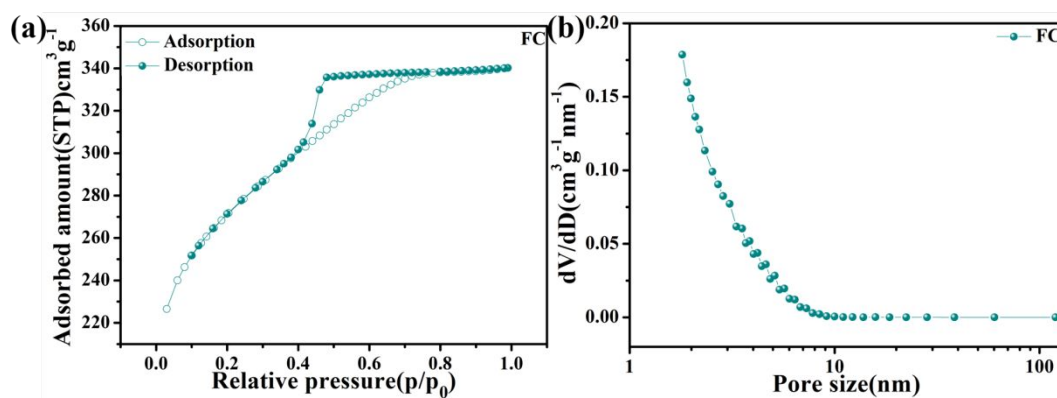 (a)
Adsorption
Desorption
FC
360
340
320
300
280
260
240
220
0.0 0.2 0.4 0.6 0.8 1.0
Adsorbed amount(STP)cm³g⁻¹
Relative pressure(p/p₀)
(b)
FC
0.20
0.15
0.10
0.05
0.00
1 10 100
dV/dD(cm³g⁻¹nm⁻¹)
Pore size(nm)